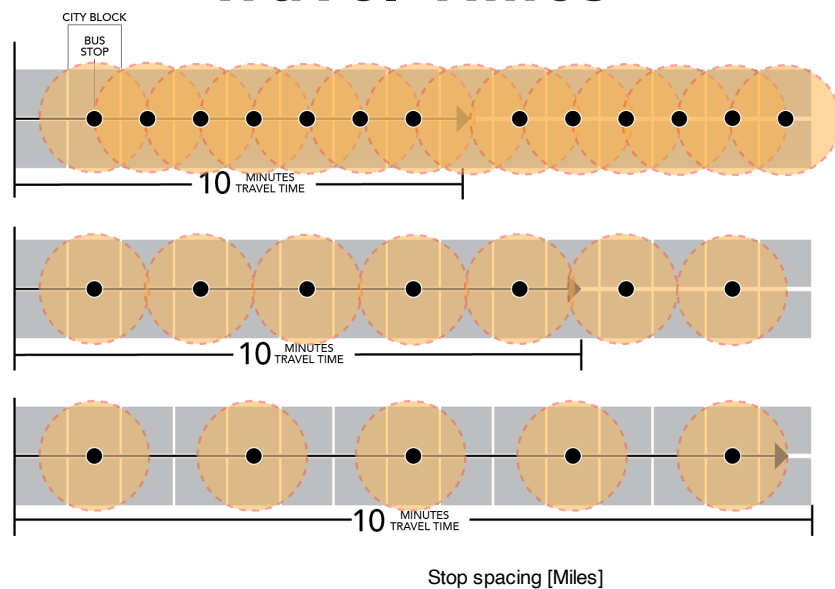 CITY BLOCK
BUS
STOP
10 MINUTES
TRAVEL TIME
10 MINUTES
TRAVEL TIME
10 MINUTES
TRAVEL TIME
Stop spacing [Miles]